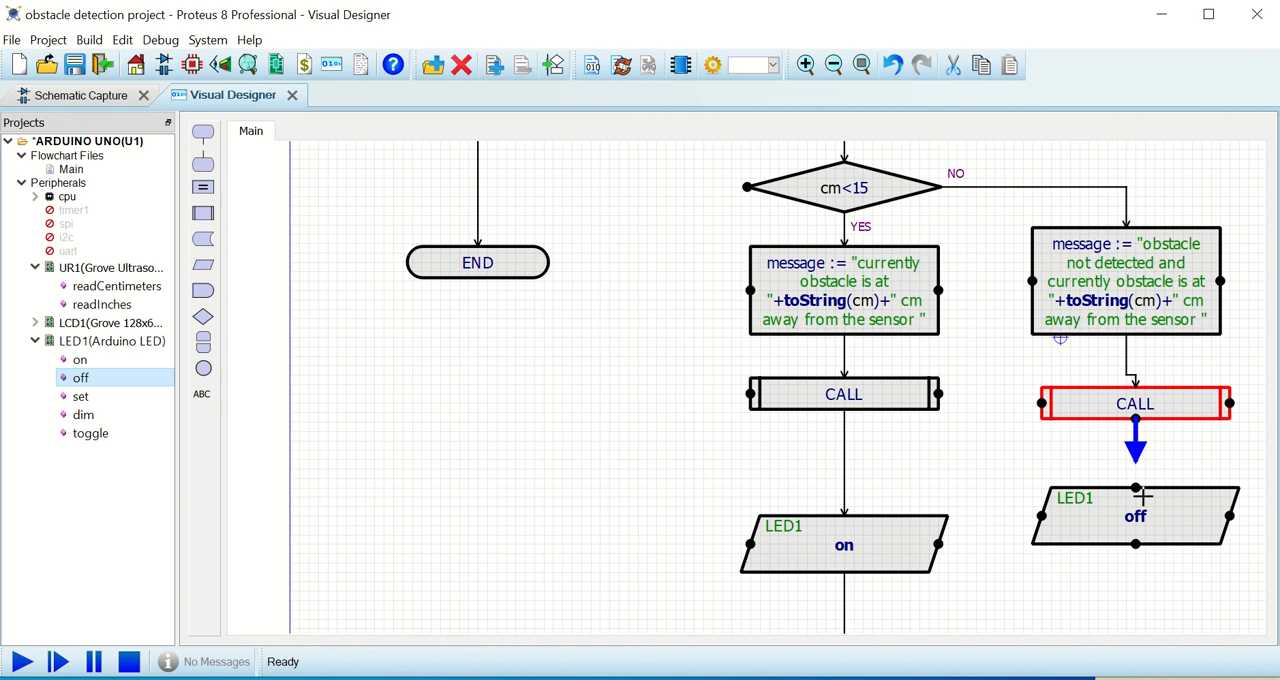 obstacle detection project - Proteus 8 Professional - Visual Designer
File Project Build Edit Debug System Help
Schematic Capture
Visual Designer
Projects
*ARDUINO UNO(U1)
Flowchart Files
Main
Peripherals
cpu
timer1
spi
i2c
uart
UR1(Grove Ultraso...
readCentimeters
readInches
LCD1(Grove 128x6...
LED1(Arduino LED)
on
off
set
dim
toggle
ABC
Main
END
cm<15
NO
YES
message := "currently
obstacle is at
"+toString(cm)+" cm
away from the sensor "
CALL
LED1
on
message := "obstacle
not detected and
currently obstacle is at
"+toString(cm)+" cm
away from the sensor "
CALL
LED1
off
No Messages
Ready